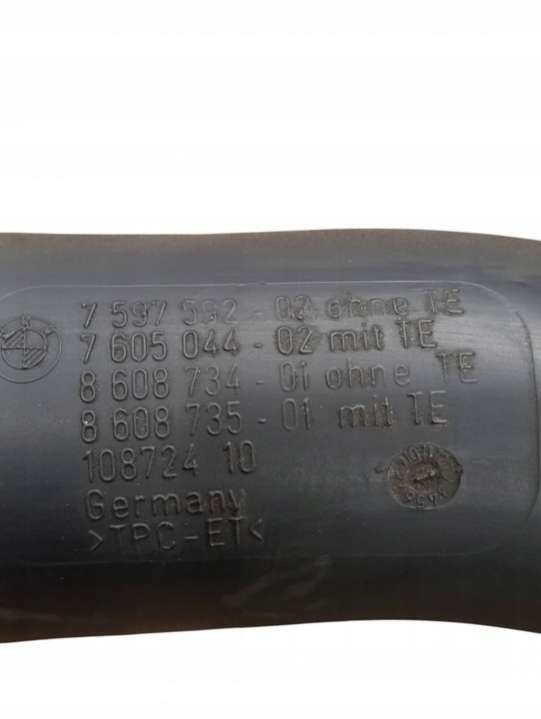 7 597 592 - 02 ohne TE
7 605 044 - 02 mit TE
8 608 734 - 01 ohne TE
8 608 735 - 01 mit TE
108724 10
Germany
>TPC-ET<